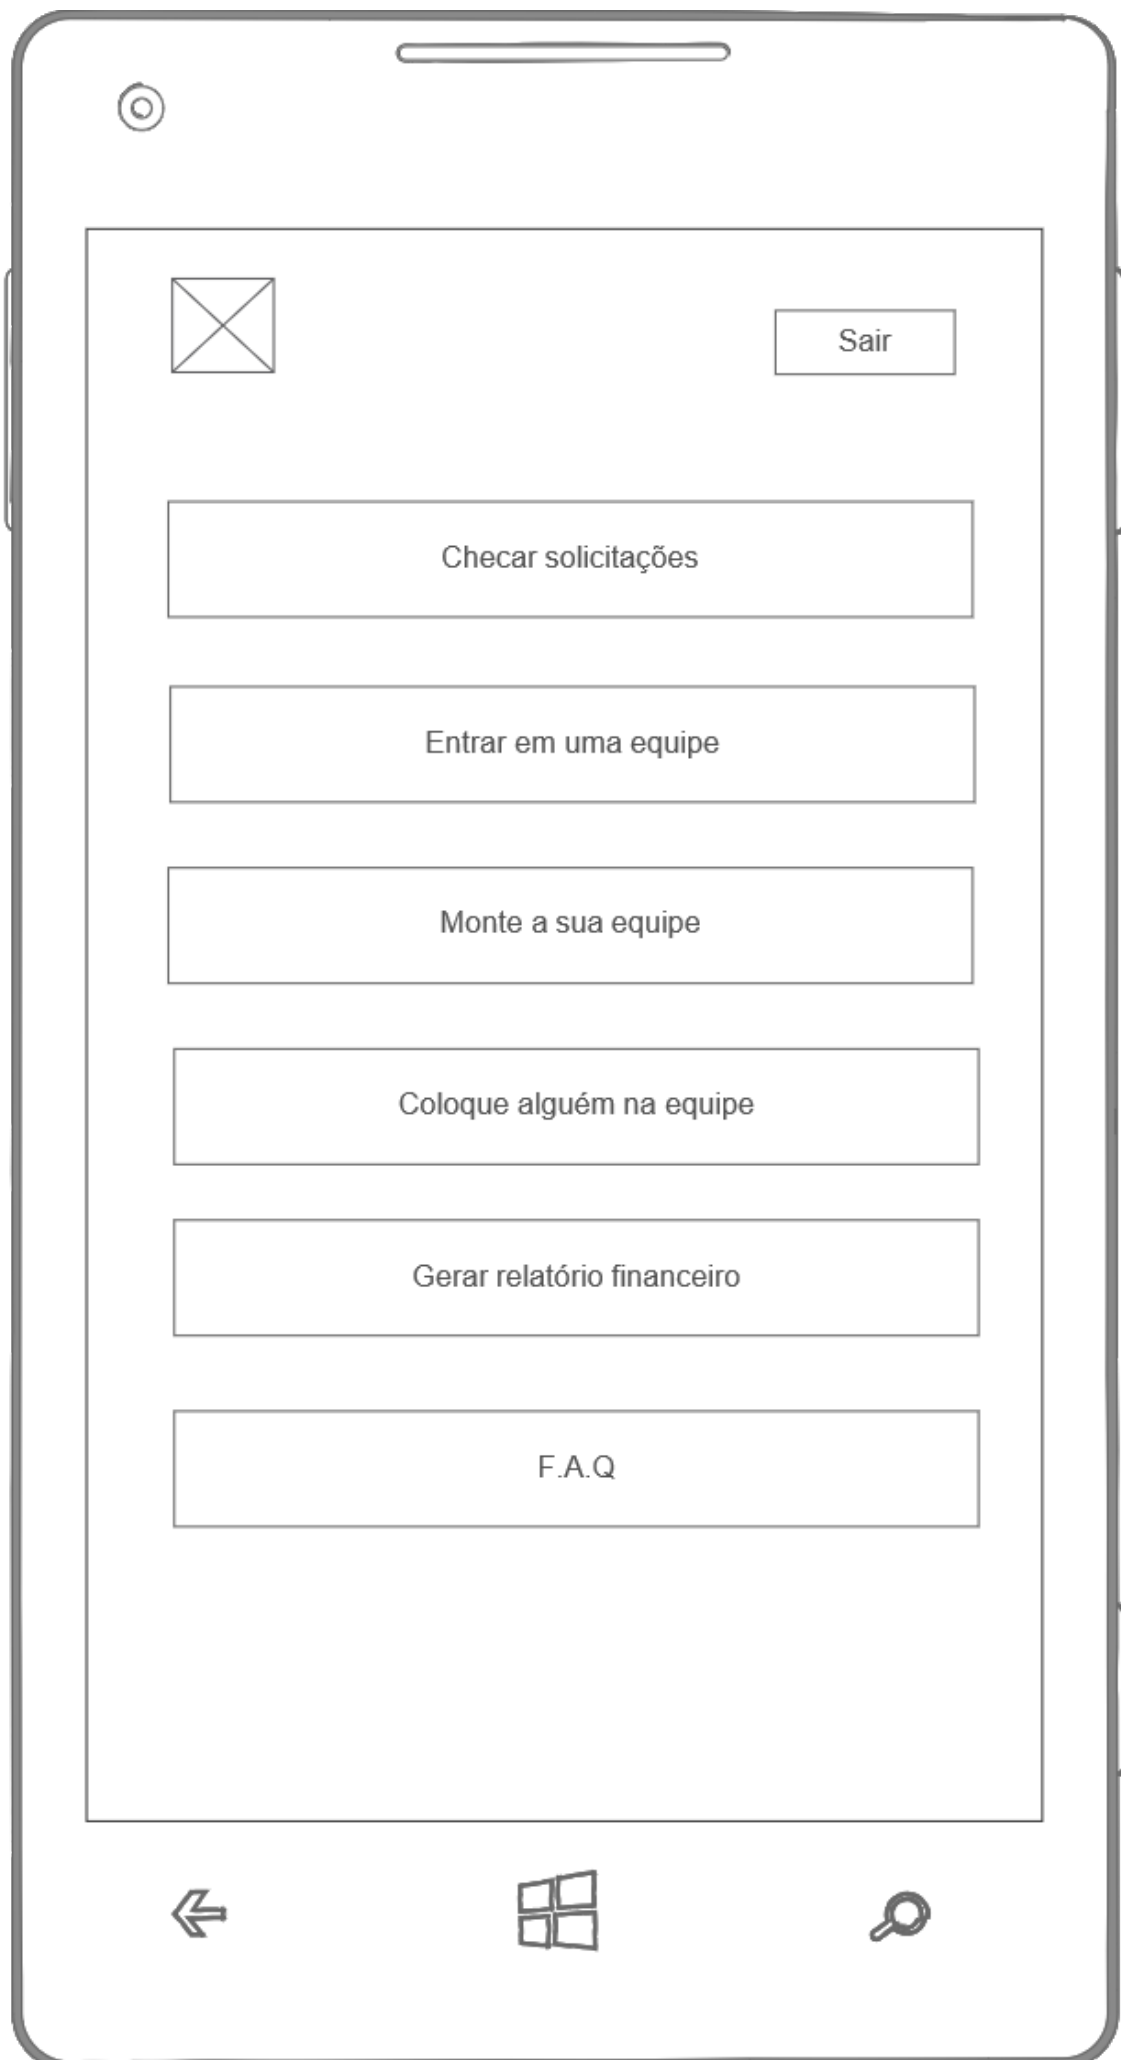 Sair
Checar solicitações
Entrar em uma equipe
Monte a sua equipe
Coloque alguém na equipe
Gerar relatório financeiro
F.A.Q